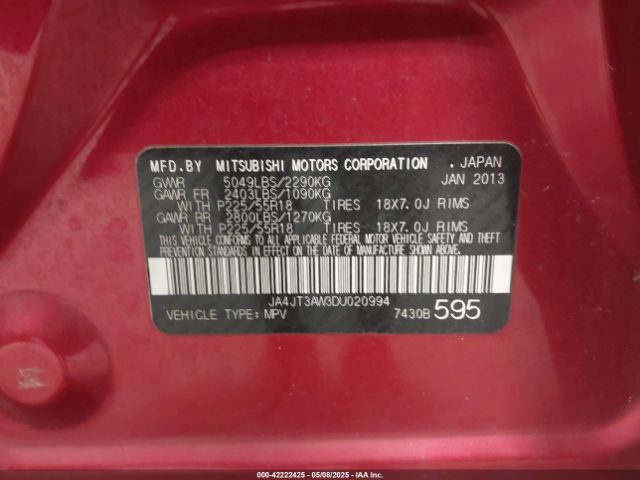 MFD.BY MITSUBISHI MOTORS CORPORATION . JAPAN
GVWR 5049LBS/2290KG JAN 2013
GAWR FR 2403LBS/1090KG
WITH P225/55R18 TIRES 18X7.0J RIMS
GAWR RR 2800LBS/1270KG
WITH P225/55R18 TIRES 18X7.0J RIMS
THIS VEHICLE CONFORMS TO ALL APPLICABLE FEDERAL MOTOR VEHICLE SAFETY AND THEFT
PREVENTION STANDARDS IN EFFECT ON THE DATE OF MANUFACTURE SHOWN ABOVE.
JA4JT3AW3DU020994
VEHICLE TYPE:MPV 7430B 595
000-42222425 - 05/08/2025 - IAA Inc.